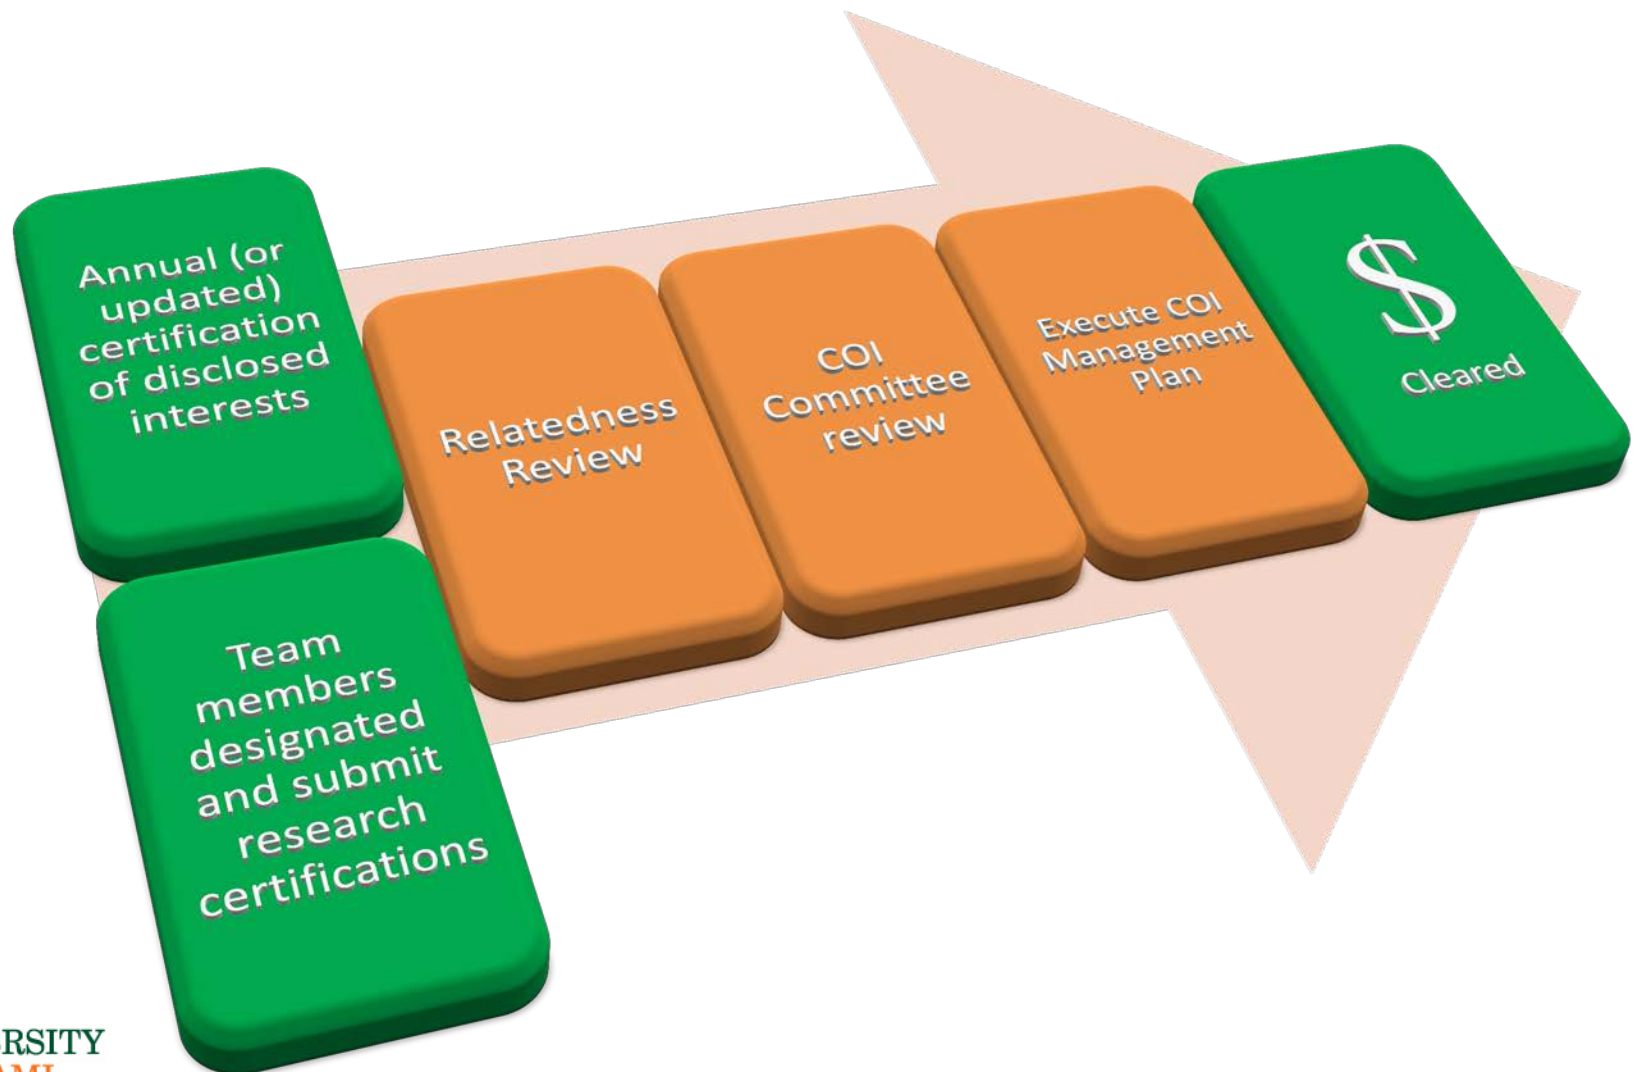 Annual (or
updated)
certification
of disclosed
interests
Team
members
designated
and submit
research
certifications
Relatedness
Review
COI
Committee
review
Execute COI
Management
Plan
$
Cleared